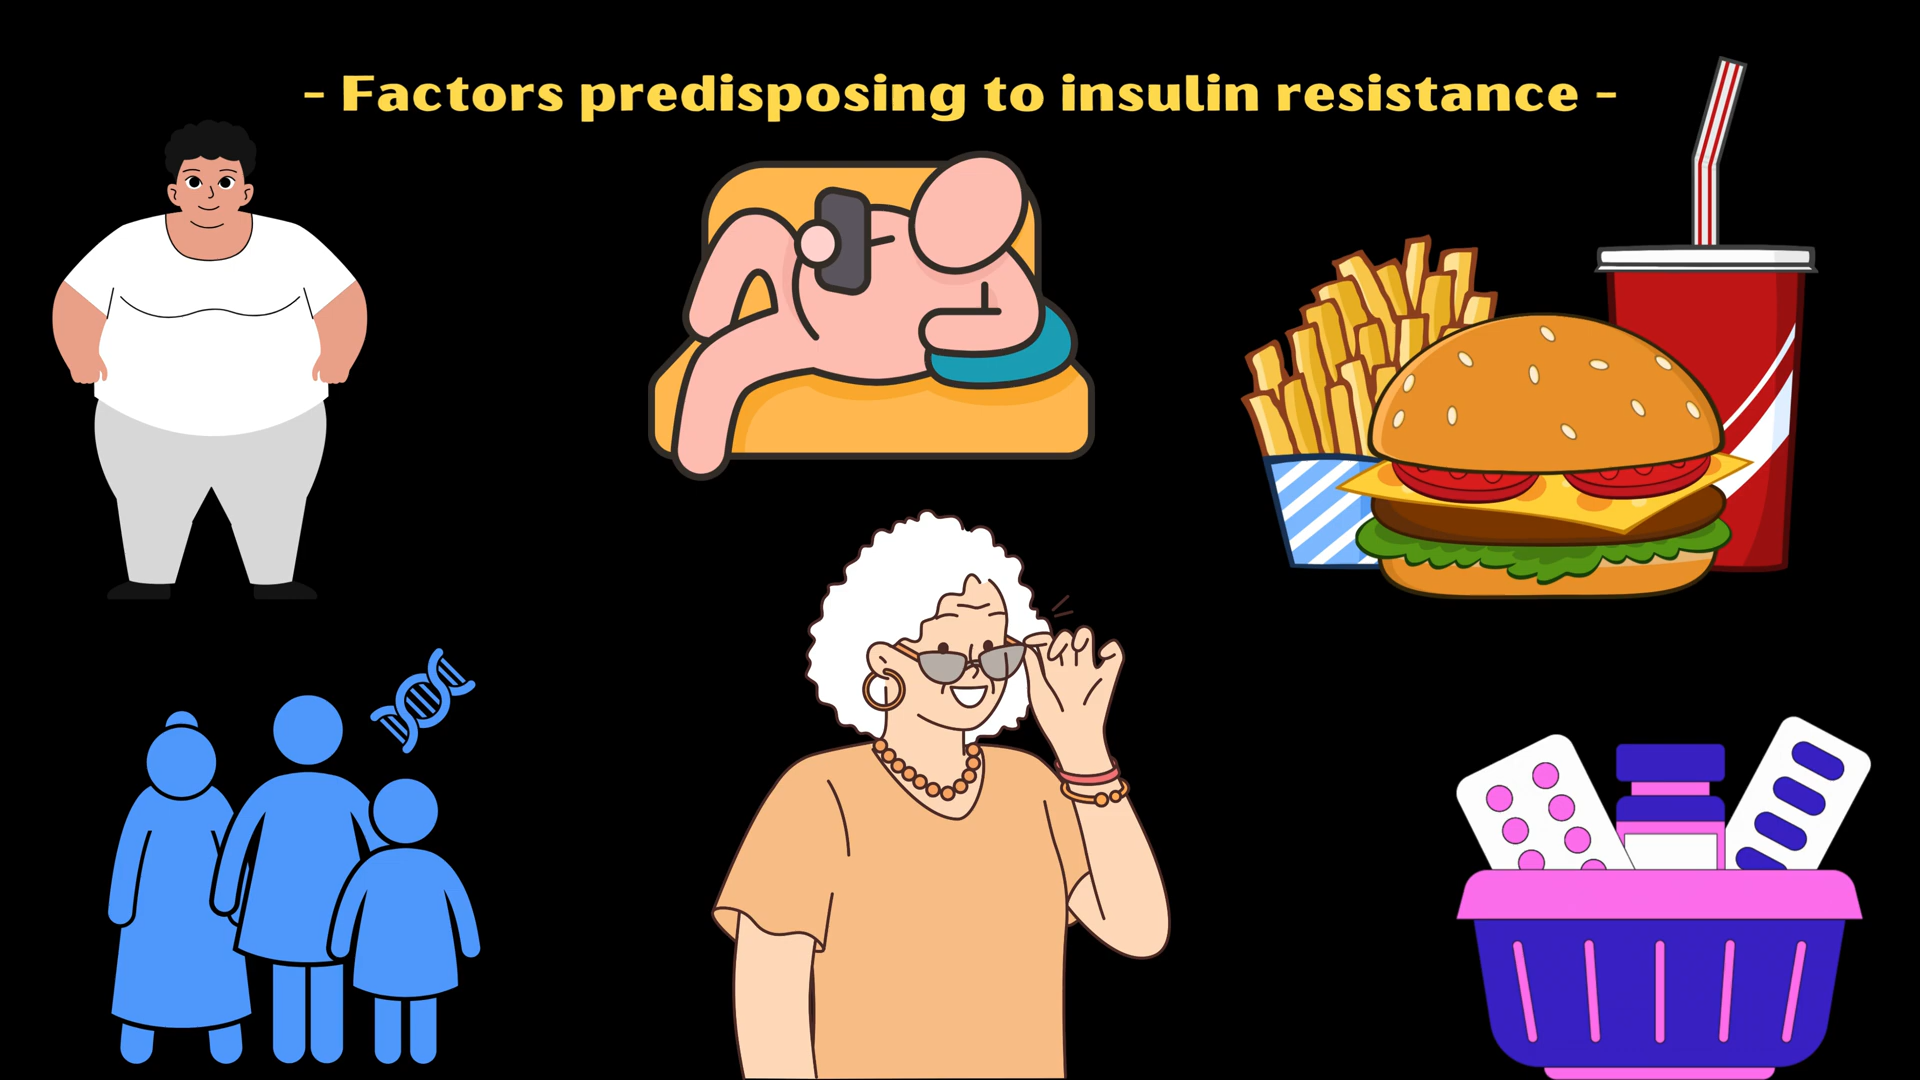 - Factors predisposing to insulin resistance -